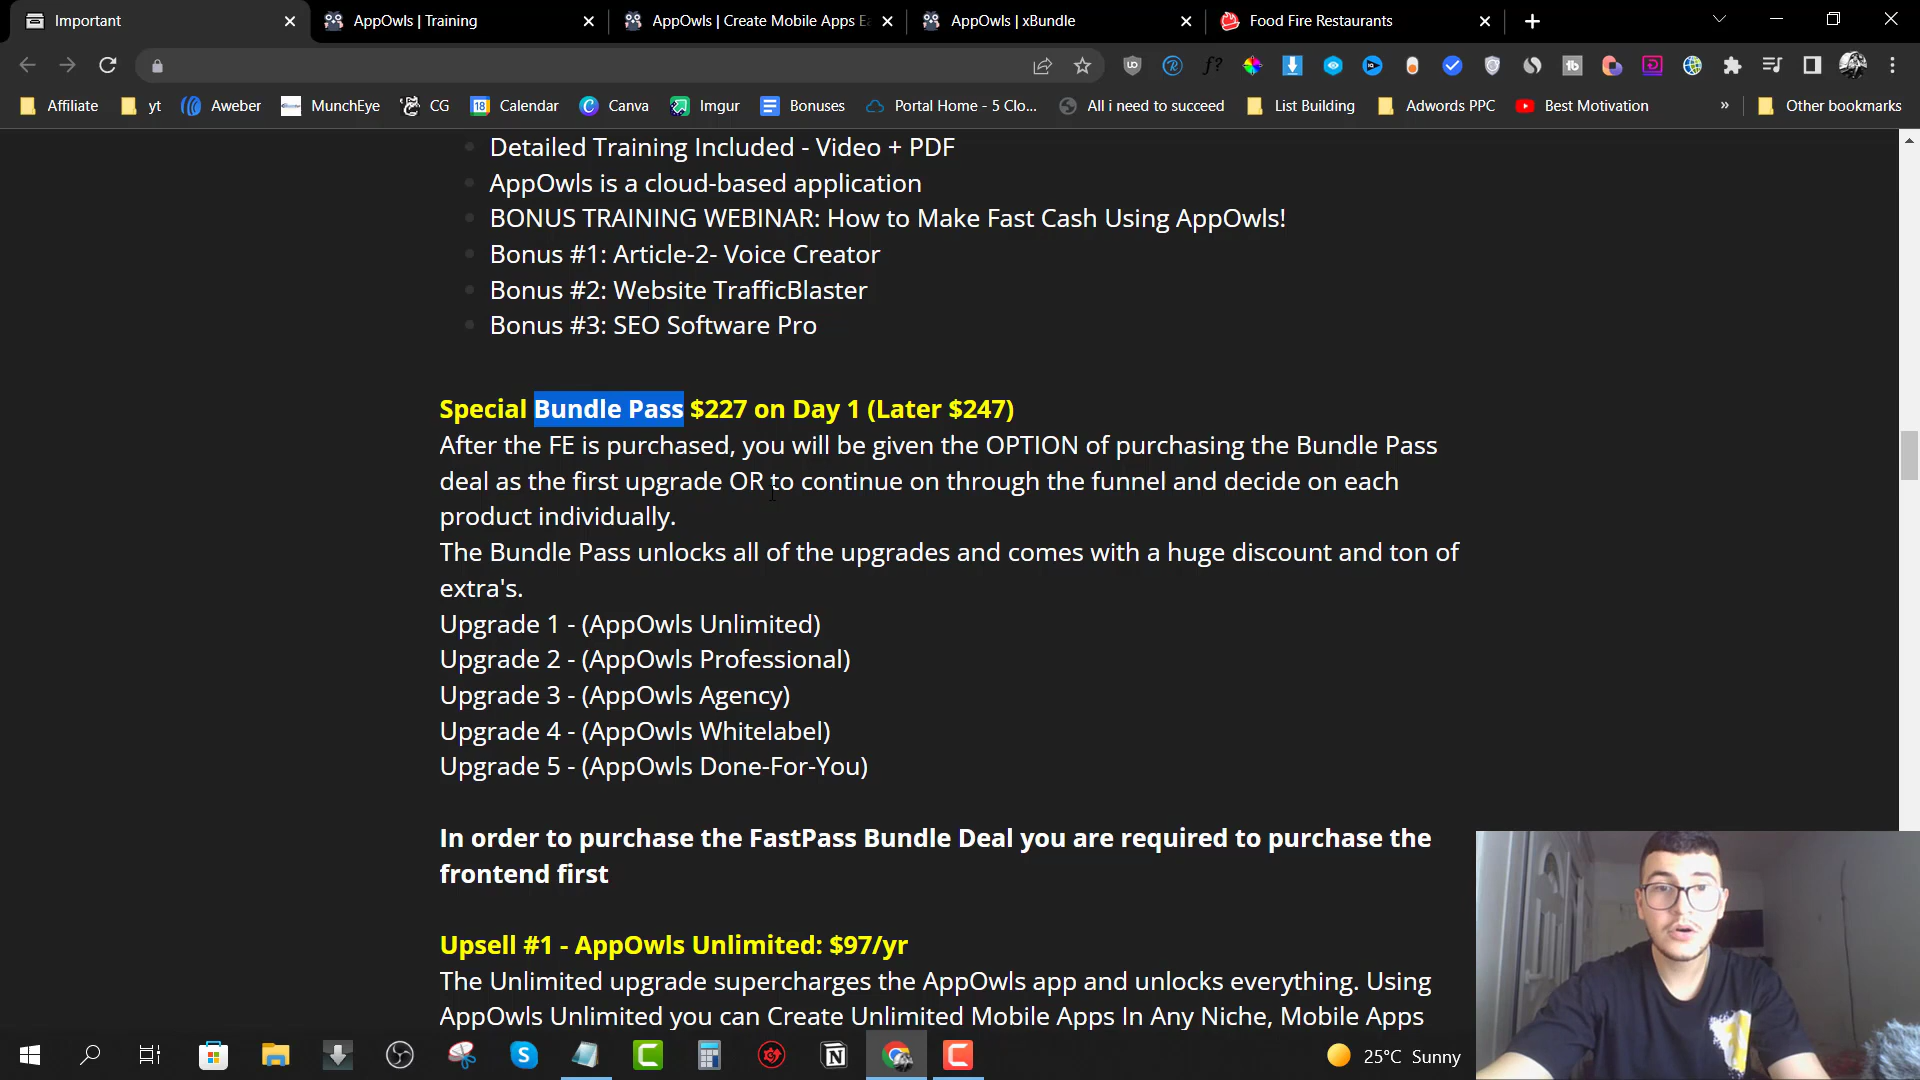 Important
AppOwls | Training
AppOwls | Create Mobile Apps Ea
AppOwls | xBundle
Food Fire Restaurants
Affiliate
yt
Aweber
MunchEye
CG
Calendar
Canva
Imgur
Bonuses
Portal Home - 5 Clo...
All i need to succeed
List Building
Adwords PPC
Best Motivation
»
Other bookmarks
Detailed Training Included - Video + PDF
AppOwls is a cloud-based application
BONUS TRAINING WEBINAR: How to Make Fast Cash Using AppOwls!
Bonus #1: Article-2- Voice Creator
Bonus #2: Website TrafficBlaster
Bonus #3: SEO Software Pro
Special Bundle Pass $227 on Day 1 (Later $247)
After the FE is purchased, you will be given the OPTION of purchasing the Bundle Pass
deal as the first upgrade OR to continue on through the funnel and decide on each
product individually.
The Bundle Pass unlocks all of the upgrades and comes with a huge discount and ton of
extra's.
Upgrade 1 - (AppOwls Unlimited)
Upgrade 2 - (AppOwls Professional)
Upgrade 3 - (AppOwls Agency)
Upgrade 4 - (AppOwls Whitelabel)
Upgrade 5 - (AppOwls Done-For-You)
In order to purchase the FastPass Bundle Deal you are required to purchase the
frontend first
Upsell #1 - AppOwls Unlimited: $97/yr
The Unlimited upgrade supercharges the AppOwls app and unlocks everything. Using
AppOwls Unlimited you can Create Unlimited Mobile Apps In Any Niche, Mobile Apps
25°C Sunny